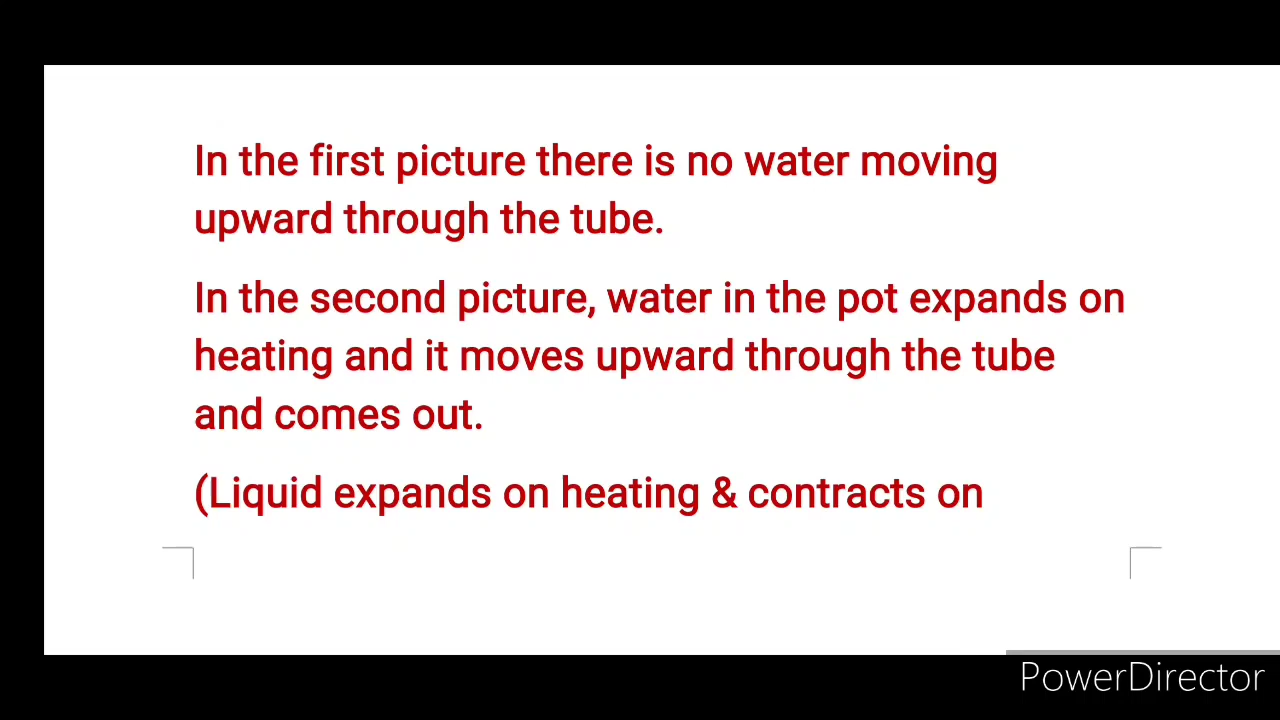 In the first picture there is no water moving
upward through the tube.
In the second picture, water in the pot expands on
heating and it moves upward through the tube
and comes out.
(Liquid expands on heating & contracts on
PowerDirector